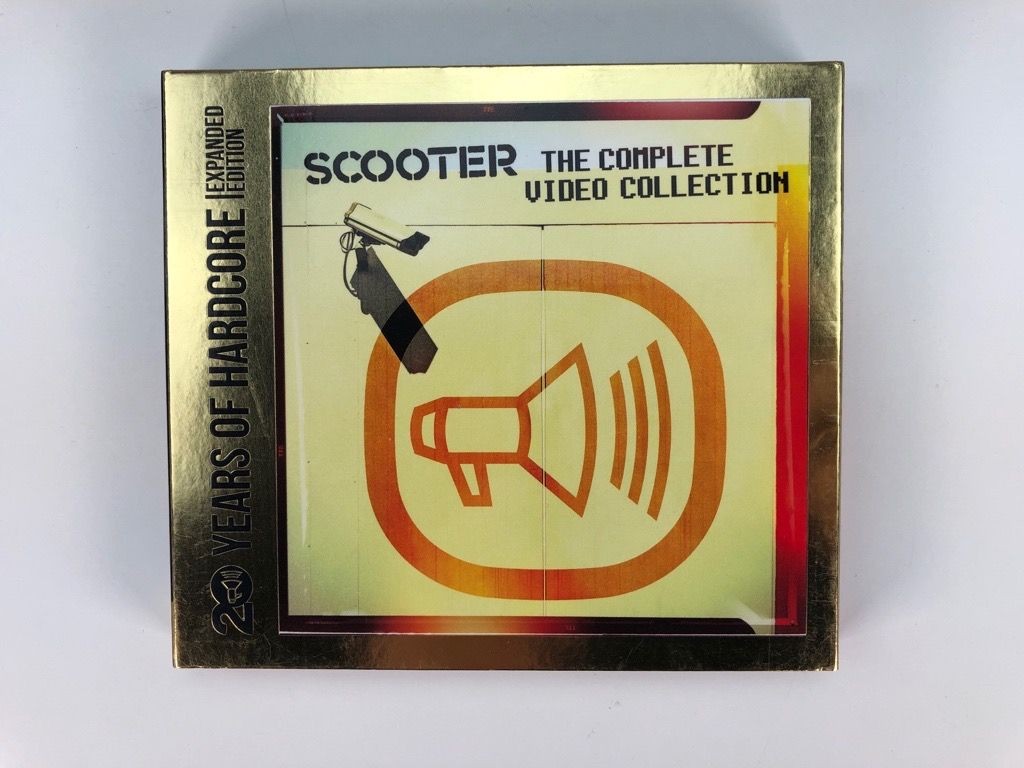 SCOOTER THE COMPLETE
VIDEO COLLECTION
20 YEARS OF HARDCORE
EXPANDED
EDITION